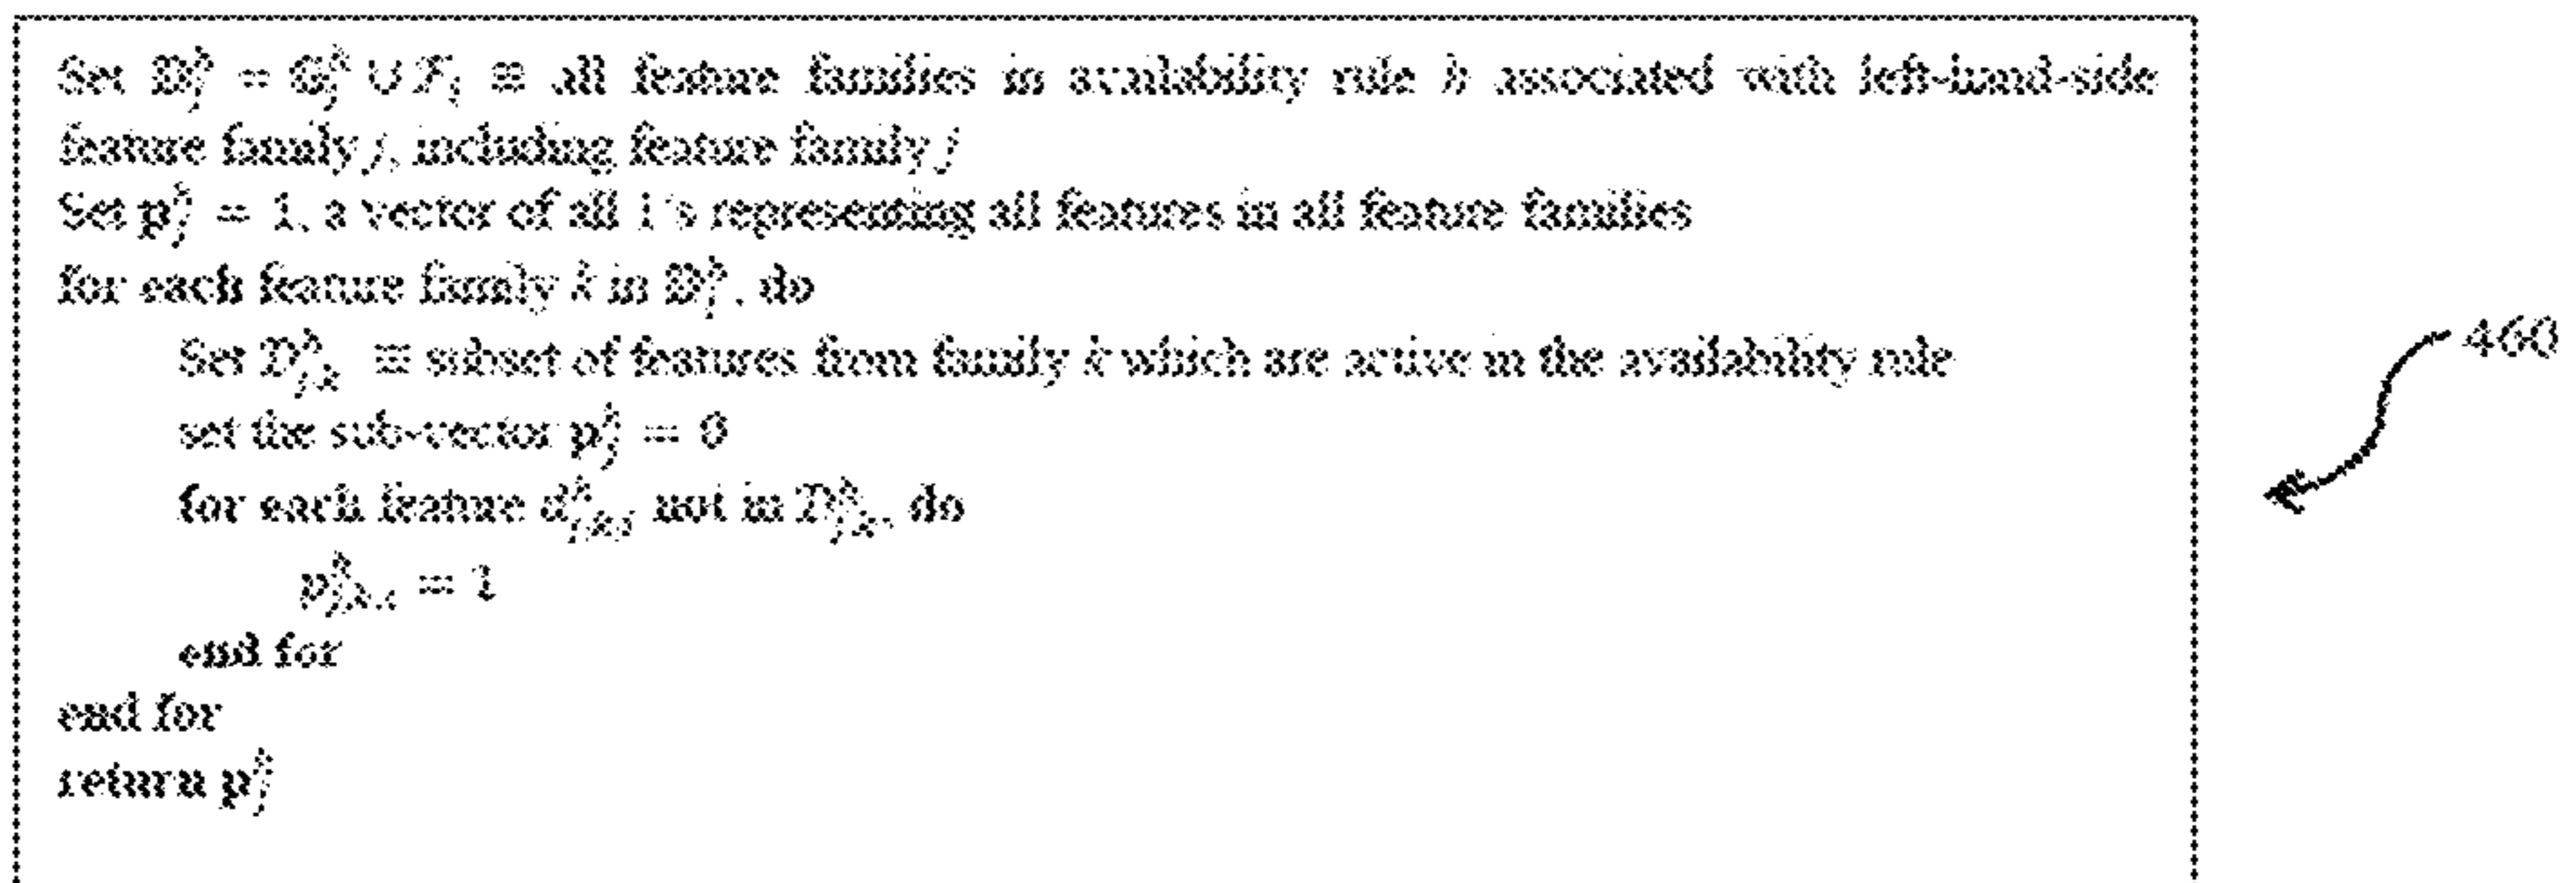 Set 𝔻ⱼʰ = 𝔾ⱼʰ ∪ ℱⱼ ≡ all feature families in availability rule h associated with left-hand-side
feature family j, including feature family j
Set pⱼʰ = 1, a vector of all 1's representing all features in all feature families
for each feature family k in 𝔻ⱼʰ, do
Set 𝒟ʰⱼ,ₖ ≡ subset of features from family k which are active in the availability rule
set the sub-vector pⱼʰ = 0
for each feature not in 𝒟ʰⱼ,ₖ, do
= 1
end for
end for
return pⱼʰ
460